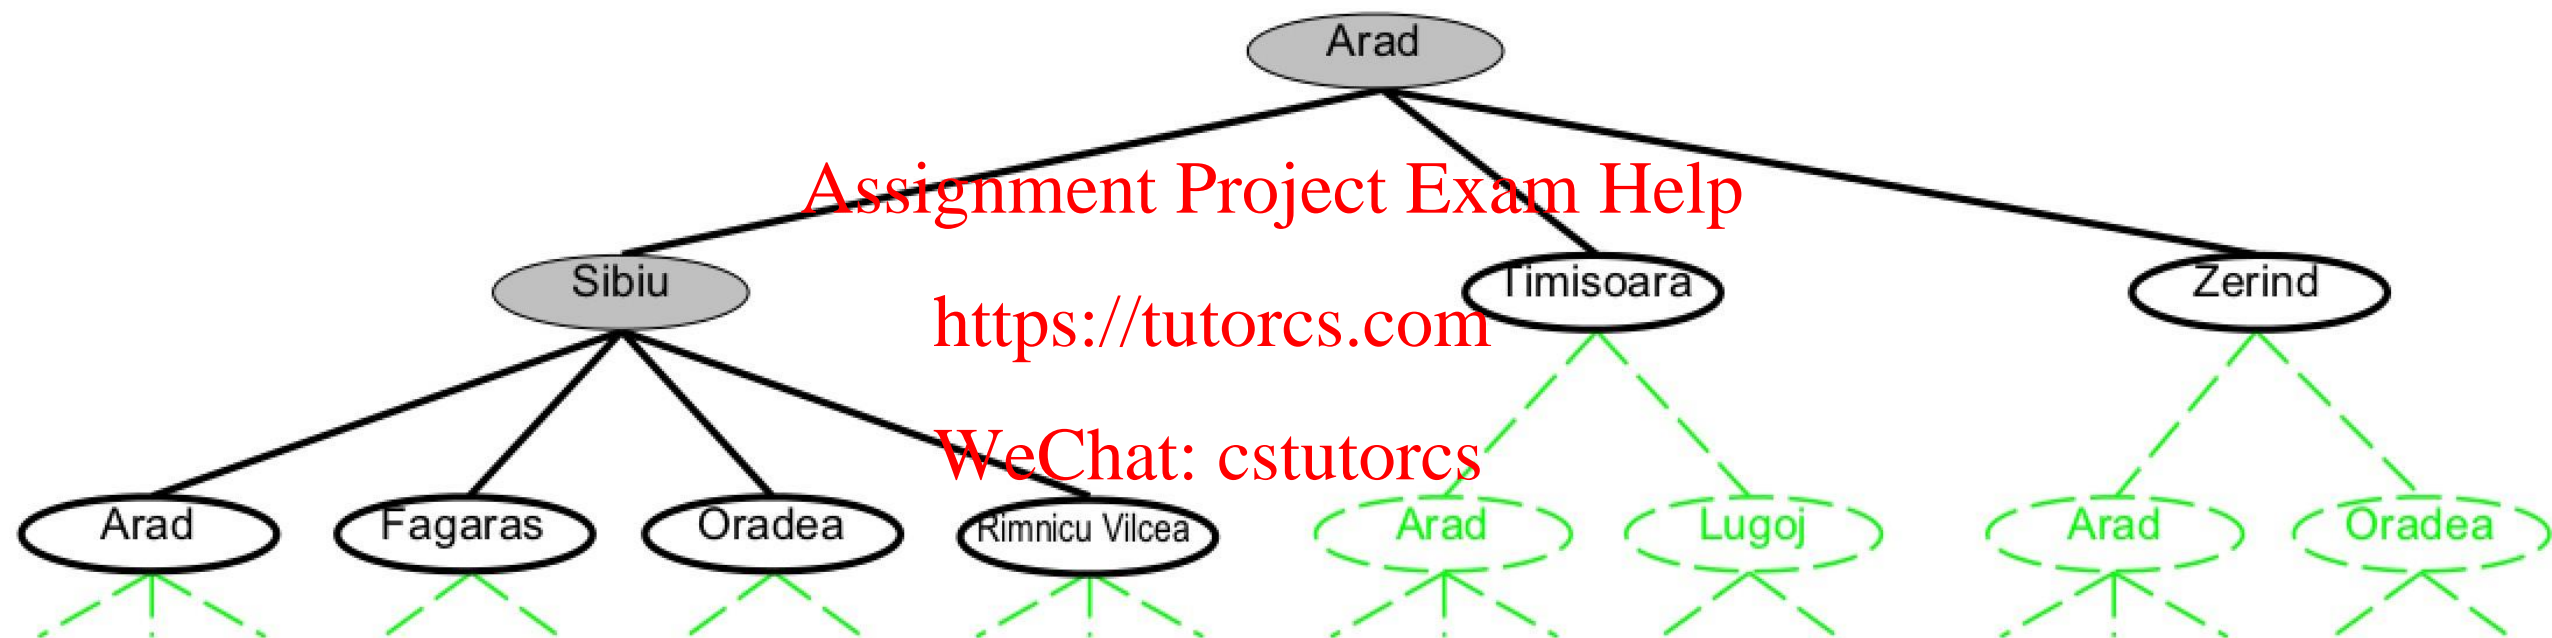 Arad
Assignment Project Exam Help
Sibiu
Timisoara
Zerind
https://tutorcs.com
WeChat: cstutorcs
Arad
Fagaras
Oradea
Rimnicu Vilcea
Arad
Lugoj
Arad
Oradea